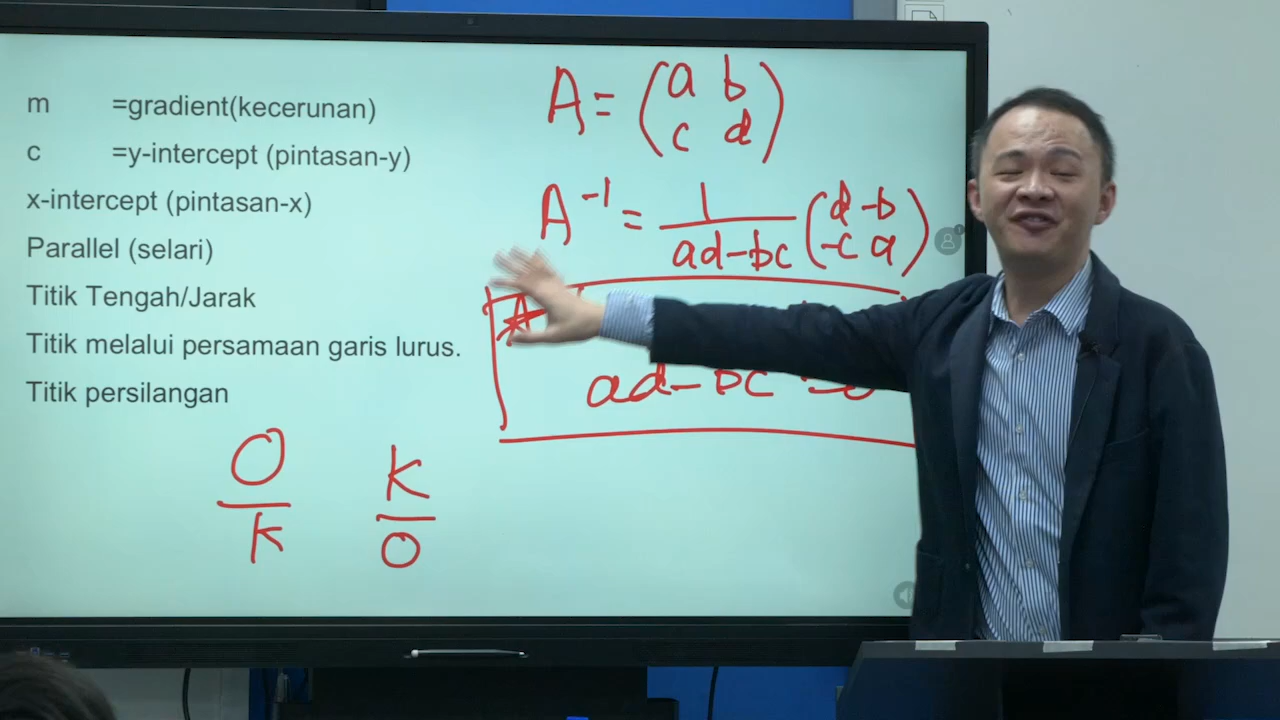 m =gradient(kecerunan)
c =y-intercept (pintasan-y)
x-intercept (pintasan-x)
Parallel (selari)
Titik Tengah/Jarak
Titik melalui persamaan garis lurus.
Titik persilangan
0
k
k
0
A = (a b
c d)
A⁻¹ = 1
ad-bc
(d -b
-c a)
ad-bc